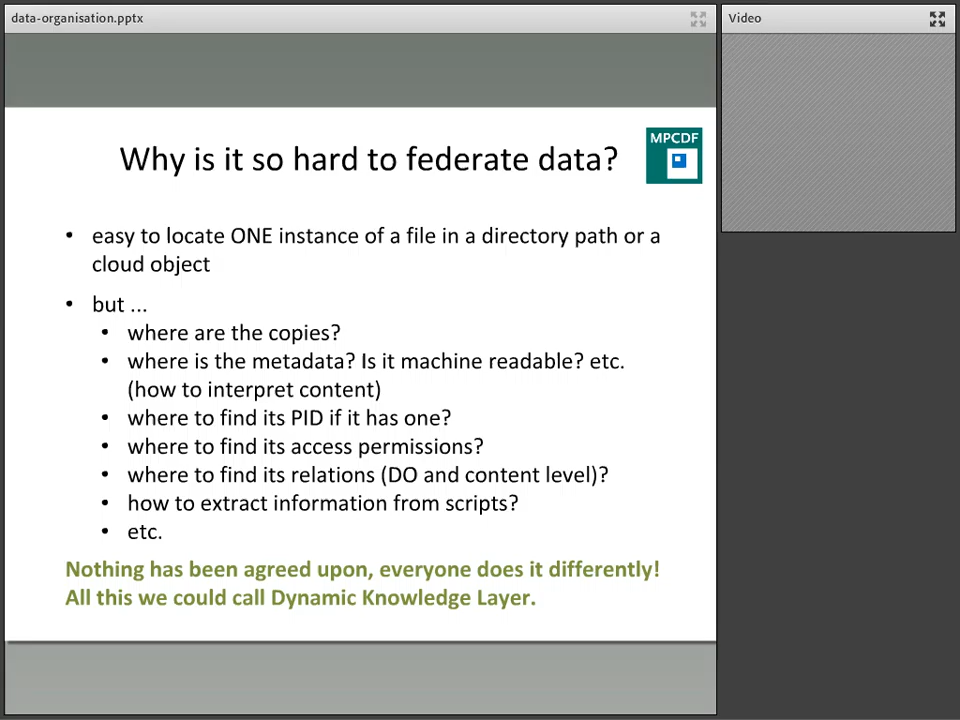 data-organisation.pptx
Video
MPCDF
Why is it so hard to federate data?
• easy to locate ONE instance of a file in a directory path or a
cloud object
• but ...
• where are the copies?
• where is the metadata? Is it machine readable? etc.
(how to interpret content)
• where to find its PID if it has one?
• where to find its access permissions?
• where to find its relations (DO and content level)?
• how to extract information from scripts?
• etc.
Nothing has been agreed upon, everyone does it differently!
All this we could call Dynamic Knowledge Layer.